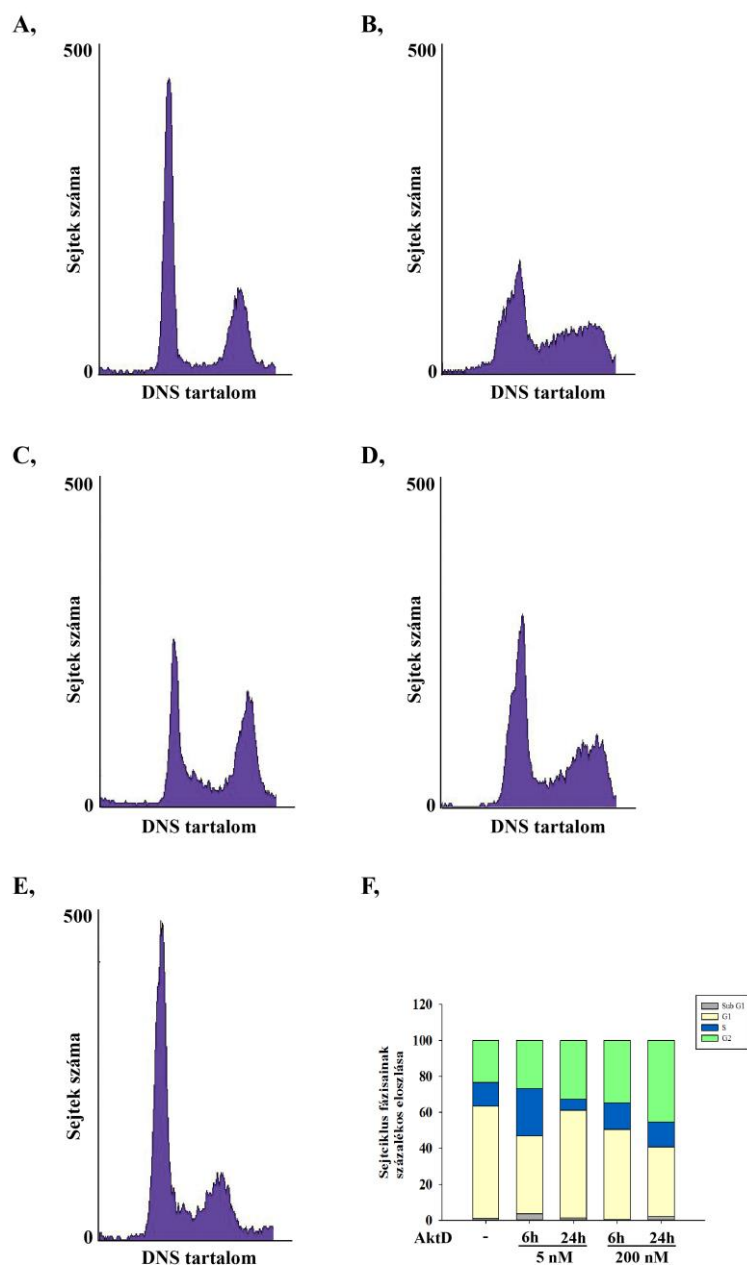 A,
500
Sejtek száma
0
DNS tartalom
B,
500
Sejtek száma
0
DNS tartalom
C,
500
Sejtek száma
0
DNS tartalom
D,
500
Sejtek száma
0
DNS tartalom
E,
500
Sejtek száma
0
DNS tartalom
F,
Sejtciklus fázisainak
százalékos eloszlása
120
100
80
60
40
20
0
Sub G1
G1
S
G2
AktD - 6h 24h 6h 24h
5 nM 200 nM